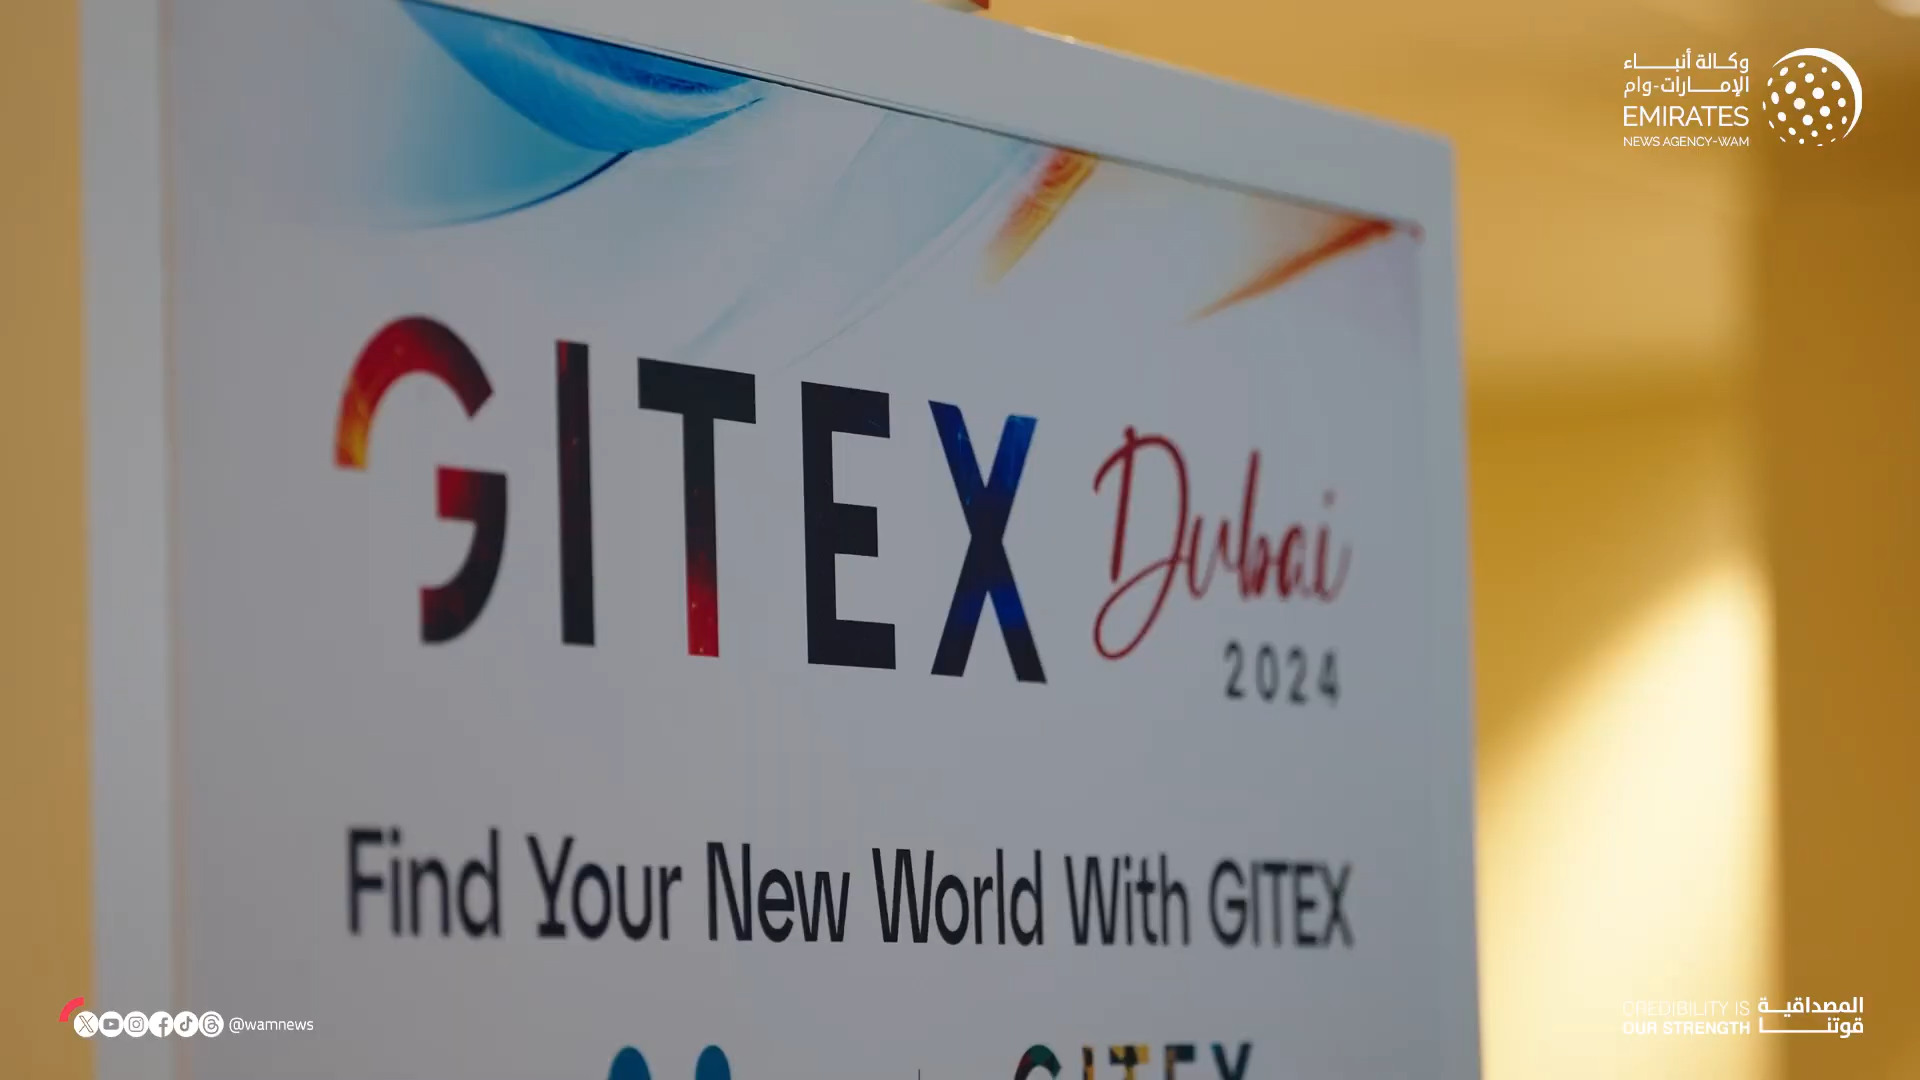 وكالة أنباء
الإمارات-وام
EMIRATES
NEWS AGENCY-WAM
GITEX Dubai
2024
Find Your New World With GITEX
GITEX
@wamnews
CREDIBILITY IS
OUR STRENGTH
المصداقية
قوتنا